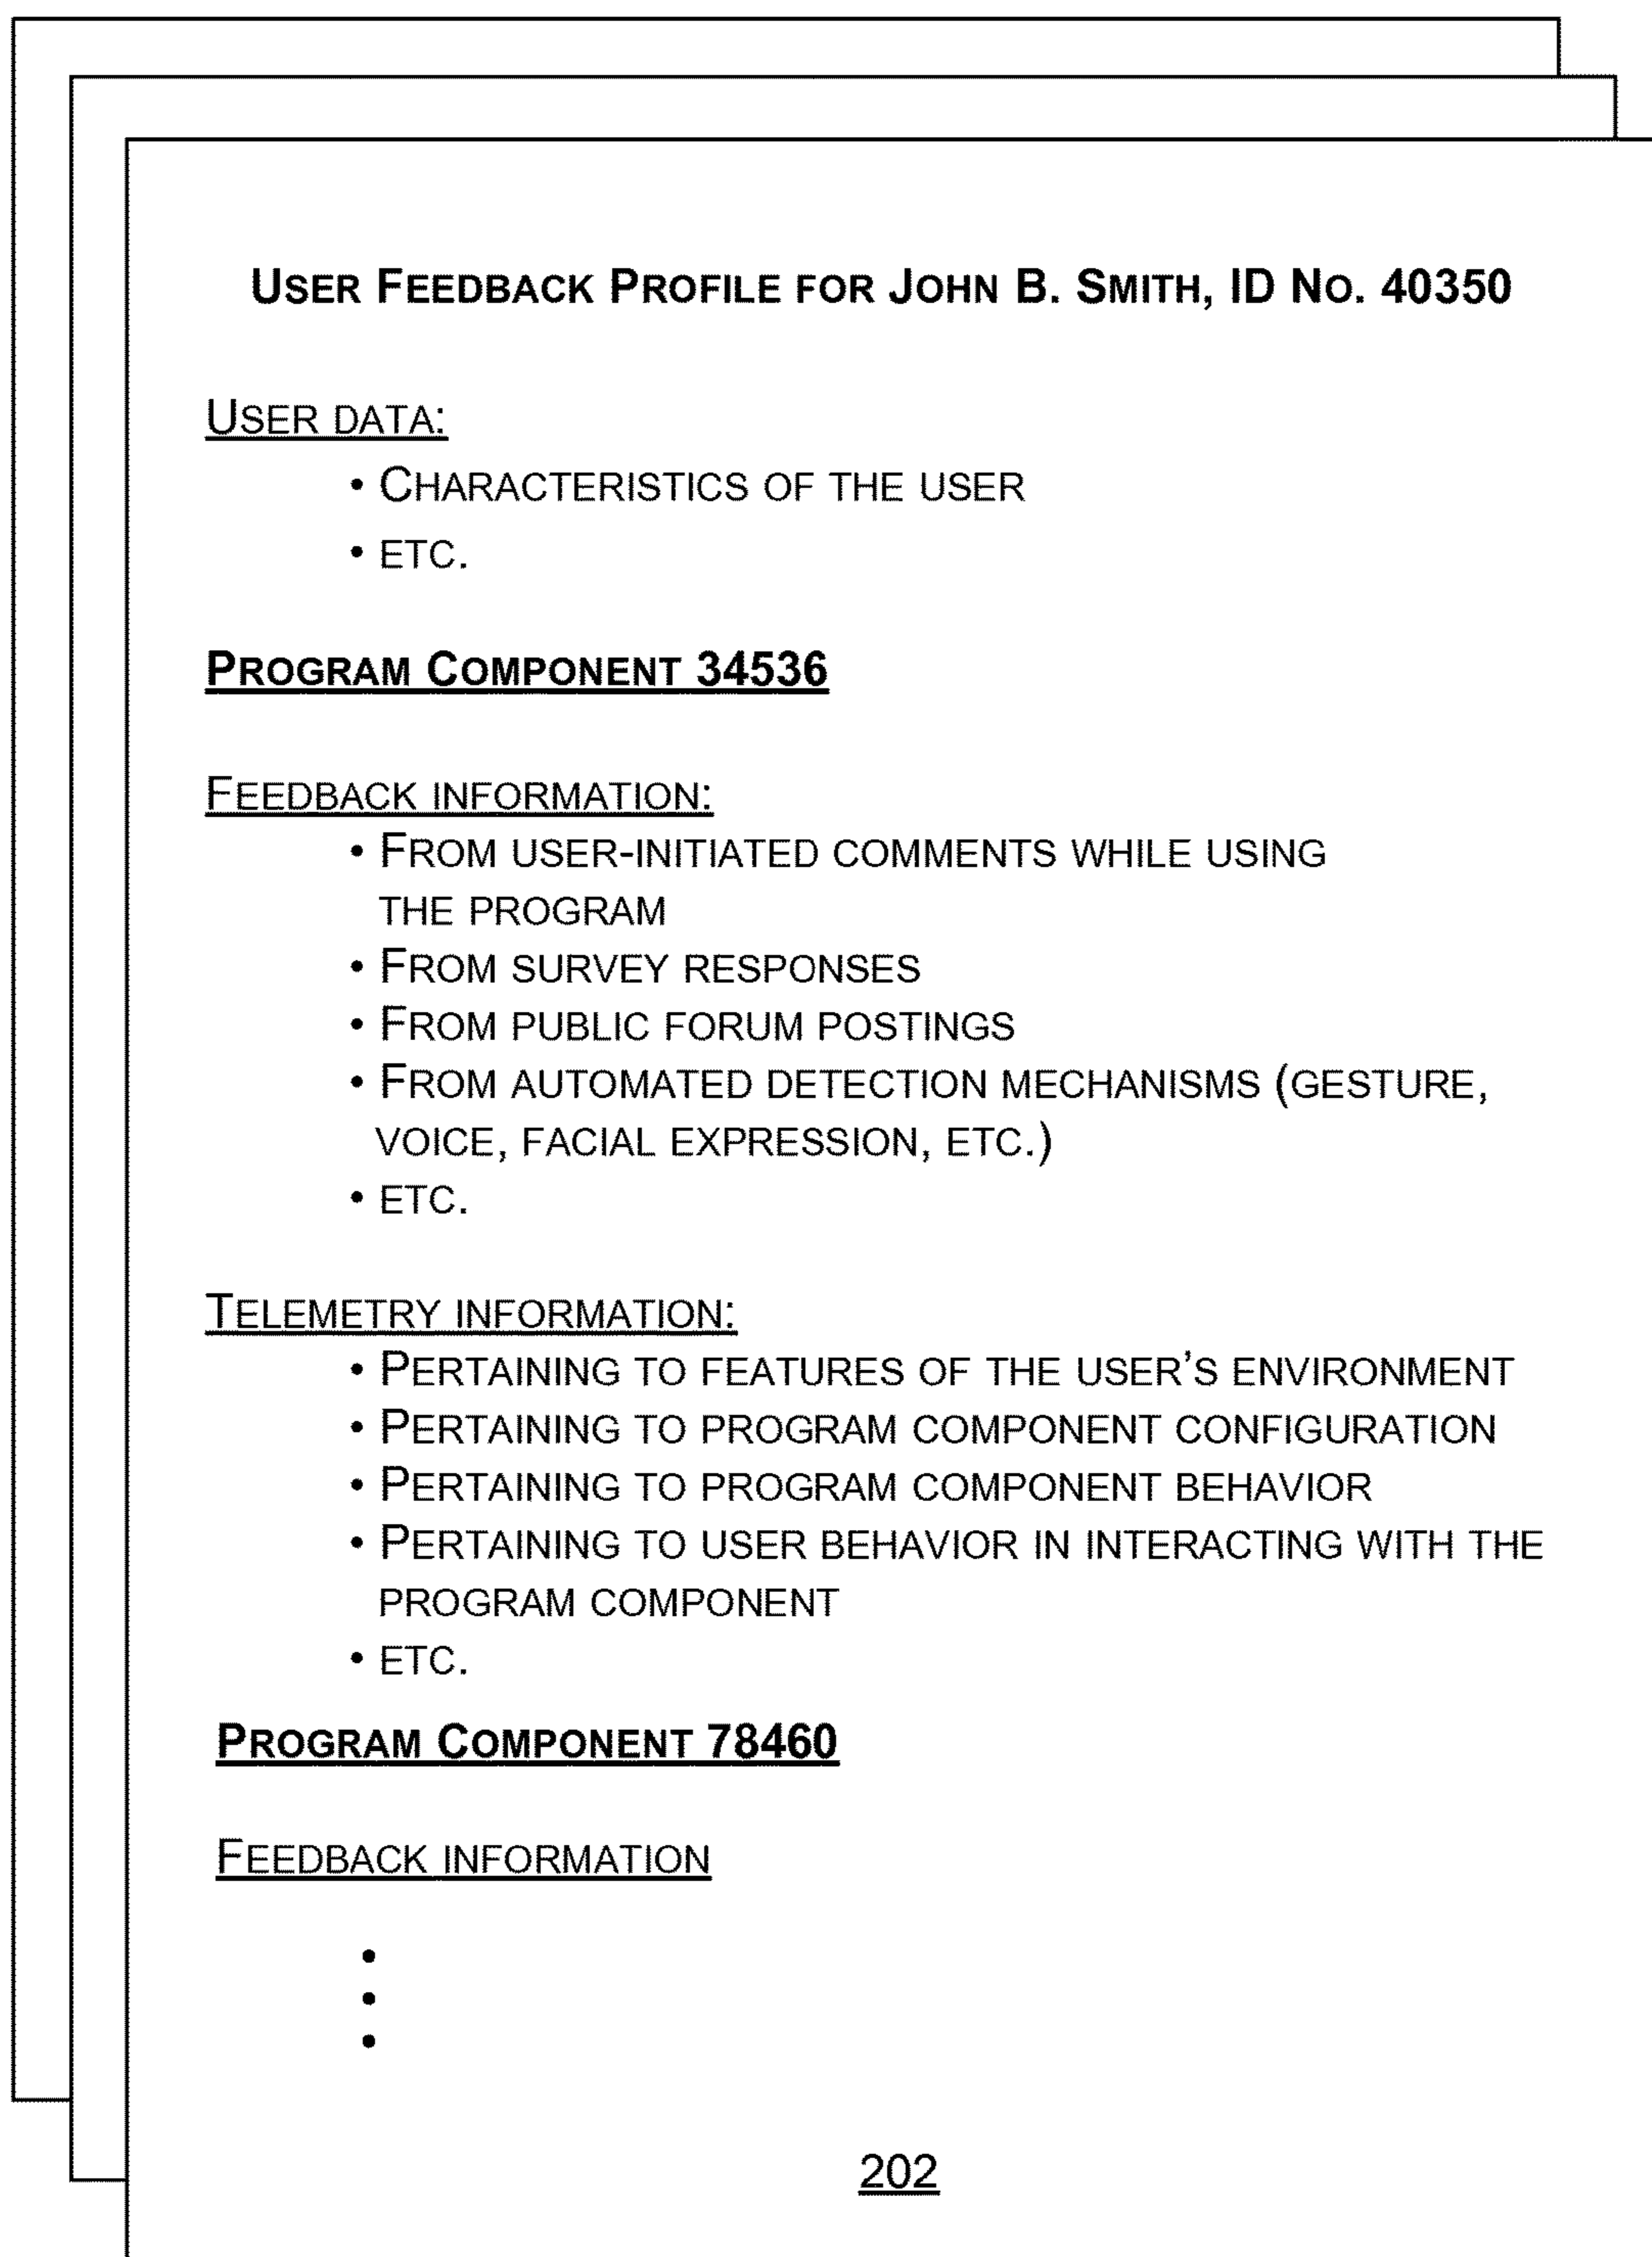 USER FEEDBACK PROFILE FOR JOHN B. SMITH, ID NO. 40350
USER DATA:
• CHARACTERISTICS OF THE USER
• ETC.
PROGRAM COMPONENT 34536
FEEDBACK INFORMATION:
• FROM USER-INITIATED COMMENTS WHILE USING
THE PROGRAM
• FROM SURVEY RESPONSES
• FROM PUBLIC FORUM POSTINGS
• FROM AUTOMATED DETECTION MECHANISMS (GESTURE,
VOICE, FACIAL EXPRESSION, ETC.)
• ETC.
TELEMETRY INFORMATION:
• PERTAINING TO FEATURES OF THE USER'S ENVIRONMENT
• PERTAINING TO PROGRAM COMPONENT CONFIGURATION
• PERTAINING TO PROGRAM COMPONENT BEHAVIOR
• PERTAINING TO USER BEHAVIOR IN INTERACTING WITH THE
PROGRAM COMPONENT
• ETC.
PROGRAM COMPONENT 78460
FEEDBACK INFORMATION
202